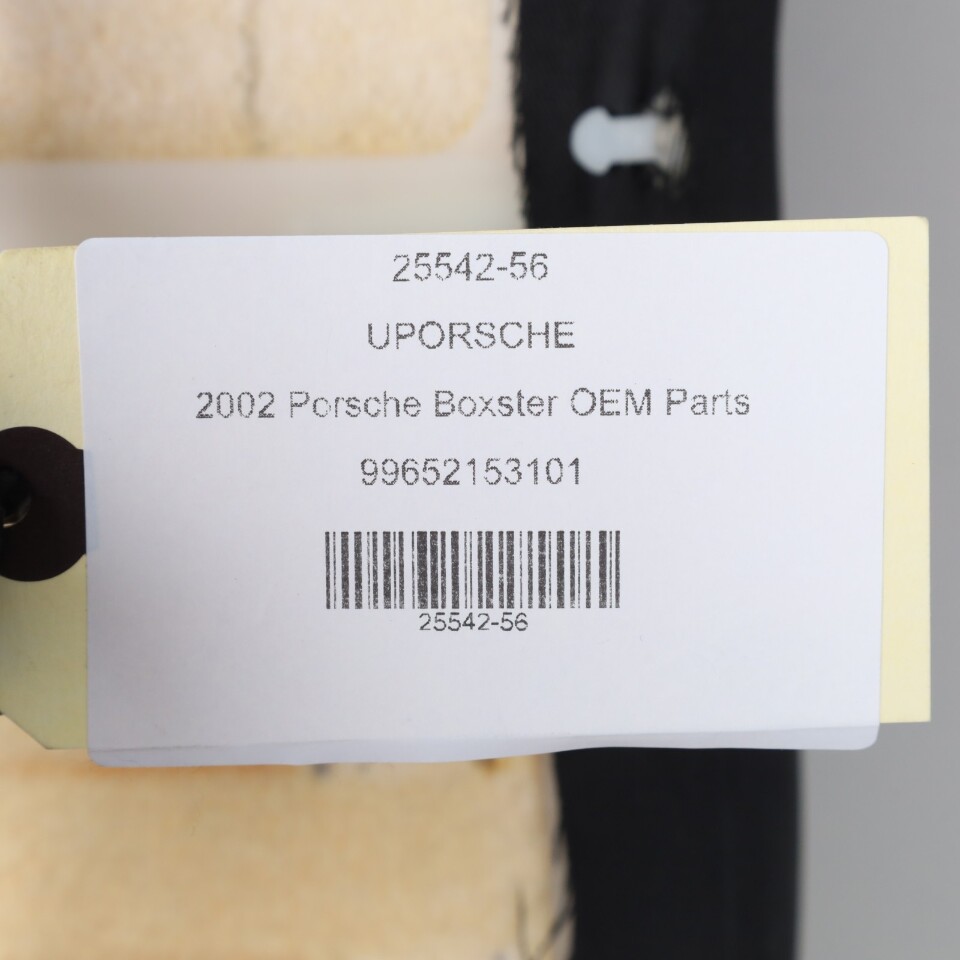 25542-56
UPORSCHE
2002 Porsche Boxster OEM Parts
99652153101
25542-56